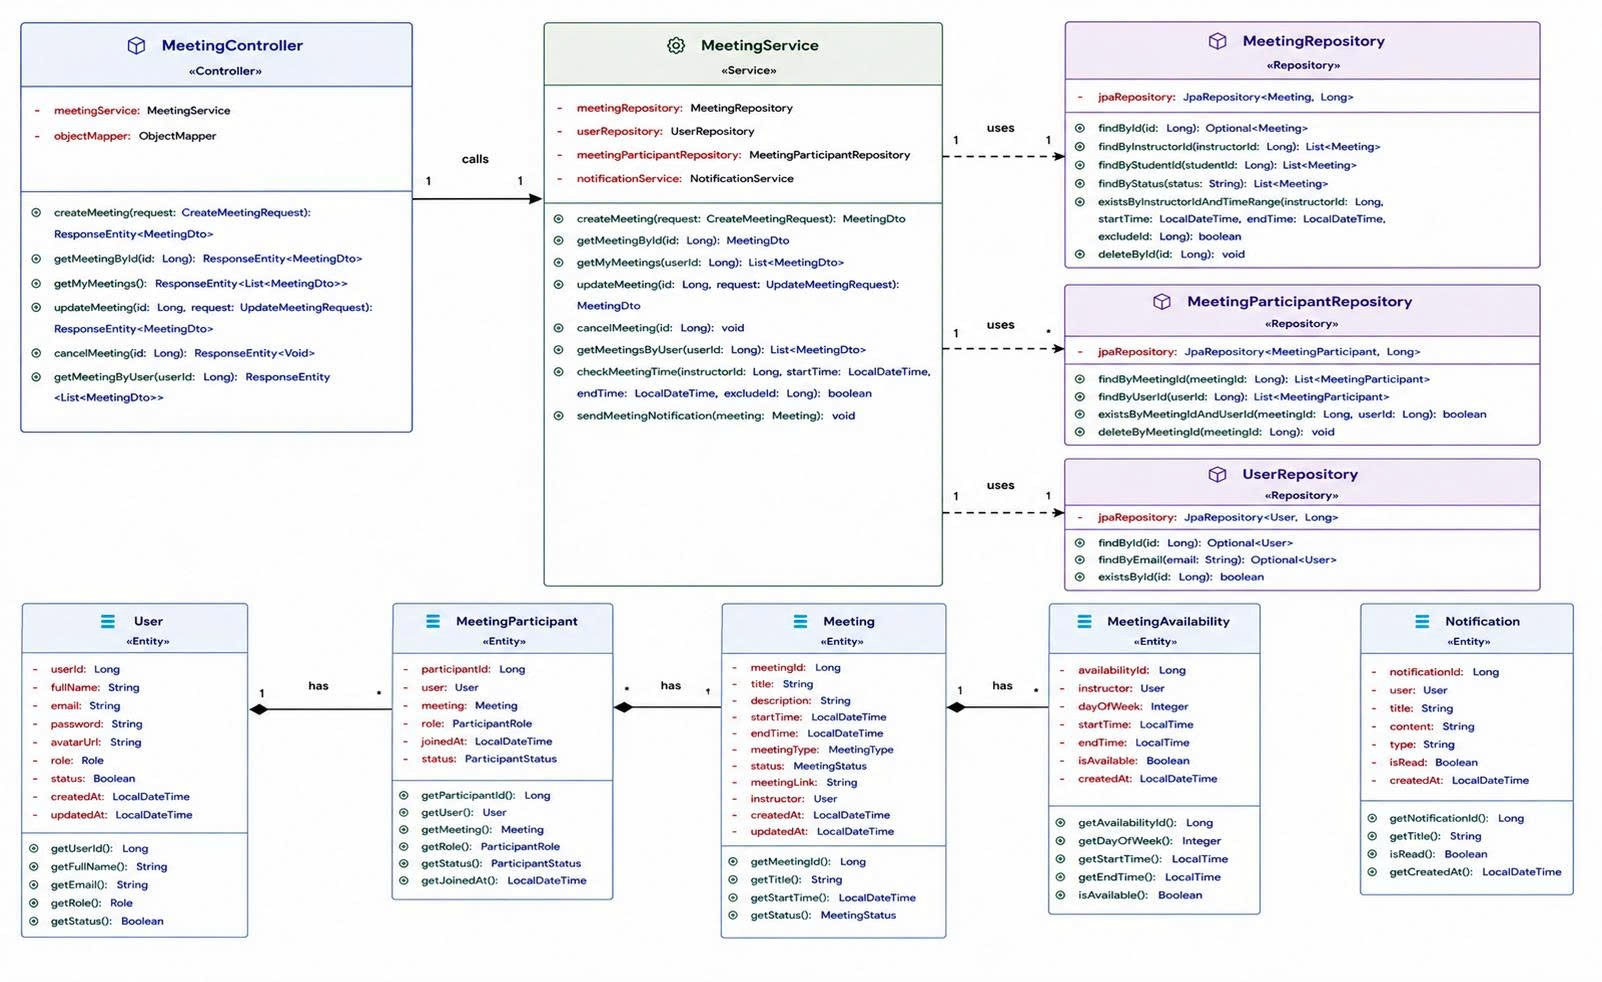 MeetingController
«Controller»
- meetingService: MeetingService
- objectMapper: ObjectMapper
createMeeting(request: CreateMeetingRequest):
ResponseEntity<MeetingDto>
getMeetingById(id: Long): ResponseEntity<MeetingDto>
getMyMeetings(): ResponseEntity<List<MeetingDto>>
updateMeeting(id: Long, request: UpdateMeetingRequest):
ResponseEntity<MeetingDto>
cancelMeeting(id: Long): ResponseEntity<Void>
getMeetingByUser(userId: Long): ResponseEntity
<List<MeetingDto>>
calls
1 1
MeetingService
«Service»
- meetingRepository: MeetingRepository
- userRepository: UserRepository
- meetingParticipantRepository: MeetingParticipantRepository
- notificationService: NotificationService
createMeeting(request: CreateMeetingRequest): MeetingDto
getMeetingById(id: Long): MeetingDto
getMyMeetings(userId: Long): List<MeetingDto>
updateMeeting(id: Long, request: UpdateMeetingRequest):
MeetingDto
cancelMeeting(id: Long): void
getMeetingsByUser(userId: Long): List<MeetingDto>
checkMeetingTime(instructorId: Long, startTime: LocalDateTime,
endTime: LocalDateTime, excludeId: Long): boolean
sendMeetingNotification(meeting: Meeting): void
uses
1 1
uses
1 *
uses
1 1
MeetingRepository
«Repository»
- jpaRepository: JpaRepository<Meeting, Long>
findById(id: Long): Optional<Meeting>
findByInstructorId(instructorId: Long): List<Meeting>
findByStudentId(studentId: Long): List<Meeting>
findByStatus(status: String): List<Meeting>
existsByInstructorIdAndTimeRange(instructorId: Long,
startTime: LocalDateTime, endTime: LocalDateTime,
excludeId: Long): boolean
deleteById(id: Long): void
MeetingParticipantRepository
«Repository»
- jpaRepository: JpaRepository<MeetingParticipant, Long>
findByMeetingId(meetingId: Long): List<MeetingParticipant>
findByUserId(userId: Long): List<MeetingParticipant>
existsByMeetingIdAndUserId(meetingId: Long, userId: Long): boolean
deleteByMeetingId(meetingId: Long): void
UserRepository
«Repository»
- jpaRepository: JpaRepository<User, Long>
findById(id: Long): Optional<User>
findByEmail(email: String): Optional<User>
existsById(id: Long): boolean
User
«Entity»
- userId: Long
- fullName: String
- email: String
- password: String
- avatarUrl: String
- role: Role
- status: Boolean
- createdAt: LocalDateTime
- updatedAt: LocalDateTime
getUserId(): Long
getFullName(): String
getEmail(): String
getRole(): Role
getStatus(): Boolean
1 has *
MeetingParticipant
«Entity»
- participantId: Long
- user: User
- meeting: Meeting
- role: ParticipantRole
- joinedAt: LocalDateTime
- status: ParticipantStatus
getParticipantId(): Long
getUser(): User
getMeeting(): Meeting
getRole(): ParticipantRole
getStatus(): ParticipantStatus
getJoinedAt(): LocalDateTime
* has
Meeting
«Entity»
- meetingId: Long
- title: String
- description: String
- startTime: LocalDateTime
- endTime: LocalDateTime
- meetingType: MeetingType
- status: MeetingStatus
- meetingLink: String
- instructor: User
- createdAt: LocalDateTime
- updatedAt: LocalDateTime
getMeetingId(): Long
getTitle(): String
getStartTime(): LocalDateTime
getStatus(): MeetingStatus
1 has *
MeetingAvailability
«Entity»
- availabilityId: Long
- instructor: User
- dayOfWeek: Integer
- startTime: LocalTime
- endTime: LocalTime
- isAvailable: Boolean
- createdAt: LocalDateTime
getAvailabilityId(): Long
getDayOfWeek(): Integer
getStartTime(): LocalTime
getEndTime(): LocalTime
isAvailable(): Boolean
Notification
«Entity»
- notificationId: Long
- user: User
- title: String
- content: String
- type: String
- isRead: Boolean
- createdAt: LocalDateTime
getNotificationId(): Long
getTitle(): String
isRead(): Boolean
getCreatedAt(): LocalDateTime